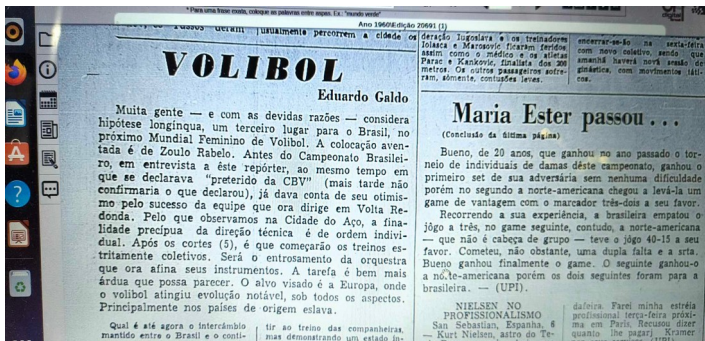 * Para uma frase exata, coloque as palavras entre aspas. Ex.: "mundo verde"
Ano 1960\Edição 20691 (1)
usualmente percorrem a cidade os
VOLIBOL
Eduardo Galdo
Muita gente — e com as devidas razões — considera
hipótese longínqua, um terceiro lugar para o Brasil, no
próximo Mundial Feminino de Volibol. A colocação aven-
tada é de Zoulo Rabelo. Antes do Campeonato Brasilei-
ro, em entrevista a êste repórter, ao mesmo tempo em
que se declarava "preterido da CBV" (mais tarde não
confirmaria o que declarou), já dava conta de seu otimis-
mo pelo sucesso da equipe que ora dirige em Volta Re-
donda. Pelo que observamos na Cidade do Aço, a fina-
lidade precípua da direção técnica é de ordem indivi-
dual. Após os cortes (5), é que começarão os treinos es-
tritamente coletivos. Será o entrosamento da orquestra
que ora afina seus instrumentos. A tarefa é bem mais
árdua que possa parecer. O alvo visado é a Europa, onde
o volibol atingiu evolução notável, sob todos os aspectos.
Principalmente nos países de origem eslava.
Qual é até agora o intercâmbio
mantido entre o Brasil e o conti-
tir ao treino das companheiras,
mas demonstrando um estado in-
deração Iugoslava e os treinadores
Iolasca e Marosovic ficaram feridos
assim como o médico e os atletas
Parac e Kankovic, finalista dos 200
metros. Os outros passageiros sofre-
ram, sòmente, contusões leves.
encerrar-se-ão na sexta-feira
com novo coletivo, sendo que
amanhã haverá nova sessão de
ginástica, com movimentos táti-
cos.
Maria Ester passou...
(Conclusão da última página)
Bueno, de 20 anos, que ganhou no ano passado o tor-
neio de individuais de damas dêste campeonato, ganhou o
primeiro set de sua adversária sem nenhuma dificuldade
porém no segundo a norte-americana chegou a levá-la um
game de vantagem com o marcador três-dois a seu favor.
Recorrendo a sua experiência, a brasileira empatou o
jôgo a três, no game seguinte, contudo, a norte-americana
— que não é cabeça de grupo — teve o jôgo 40-15 a seu
favor. Cometeu, não obstante, uma dupla falta e a srta.
Bueno ganhou finalmente o game. O seguinte ganhou-o
a norte-americana porém os dois seguintes foram para a
brasileira. — (UPI).
NIELSEN NO
PROFISSIONALISMO
San Sebastian, Espanha, 6
— Kurt Nielsen, astro do Te-
dafeira. Farei minha estréia
profissional terça-feira próxi-
ma em Paris. Recusou dizer
quanto lhe pagarj Kramer